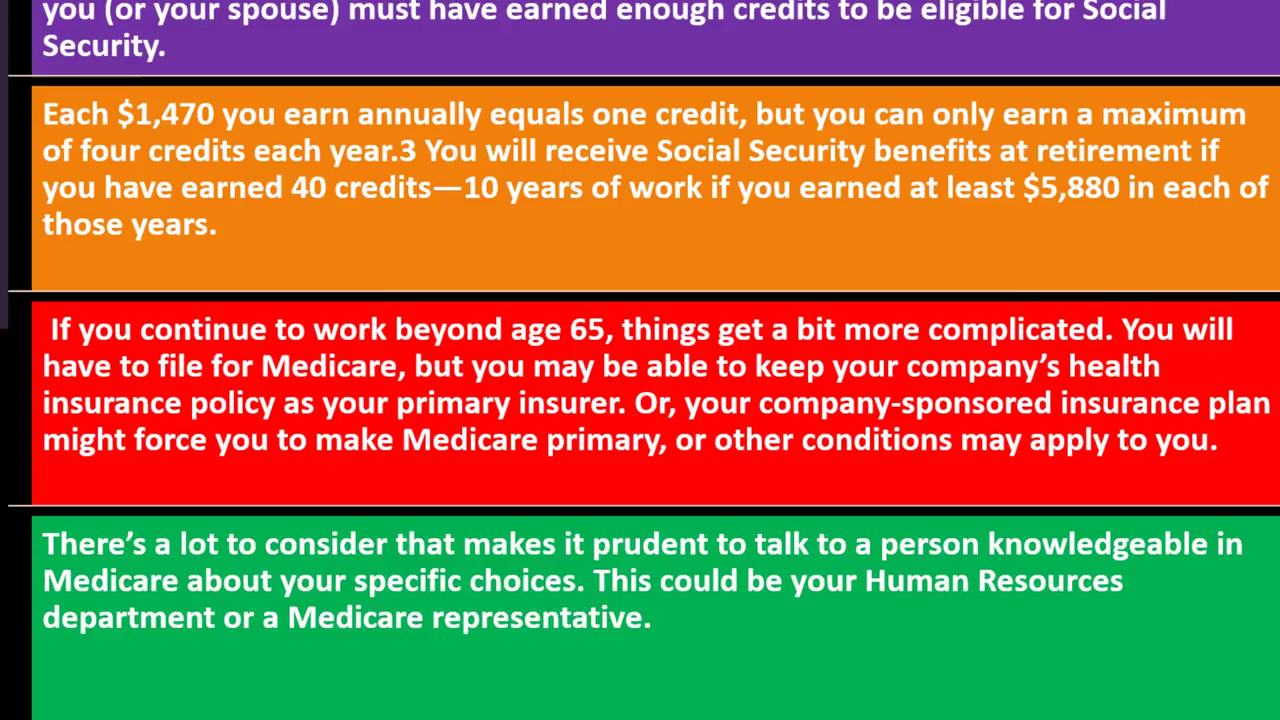 you (or your spouse) must have earned enough credits to be eligible for Social
Security.
Each $1,470 you earn annually equals one credit, but you can only earn a maximum
of four credits each year.3 You will receive Social Security benefits at retirement if
you have earned 40 credits—10 years of work if you earned at least $5,880 in each of
those years.
If you continue to work beyond age 65, things get a bit more complicated. You will
have to file for Medicare, but you may be able to keep your company’s health
insurance policy as your primary insurer. Or, your company-sponsored insurance plan
might force you to make Medicare primary, or other conditions may apply to you.
There’s a lot to consider that makes it prudent to talk to a person knowledgeable in
Medicare about your specific choices. This could be your Human Resources
department or a Medicare representative.